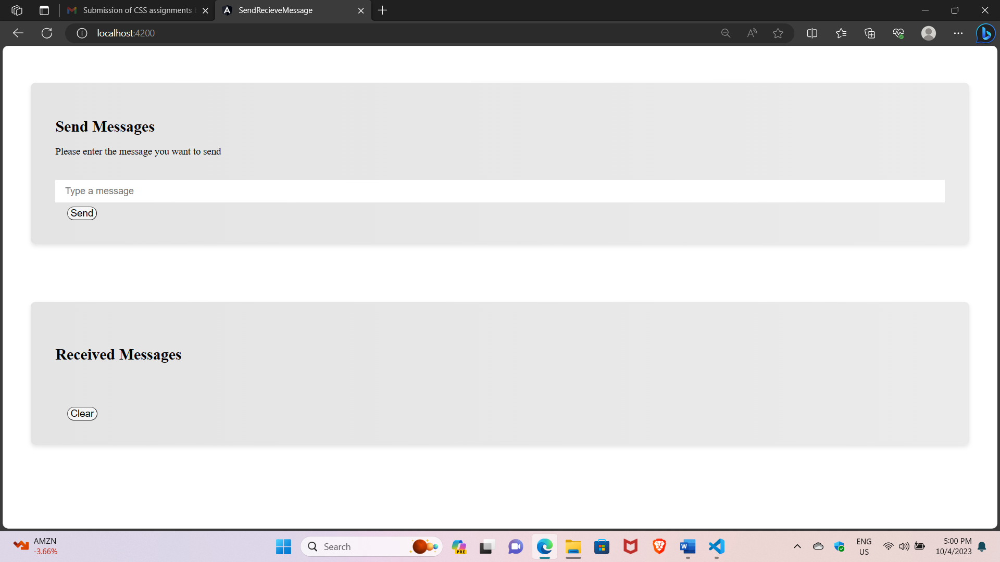 Submission of CSS assignments
SendRecieveMessage
localhost:4200
Send Messages
Please enter the message you want to send
Type a message
Send
Received Messages
Clear
AMZN
-3.66%
Search
PRE
ENG
US
5:00 PM
10/4/2023